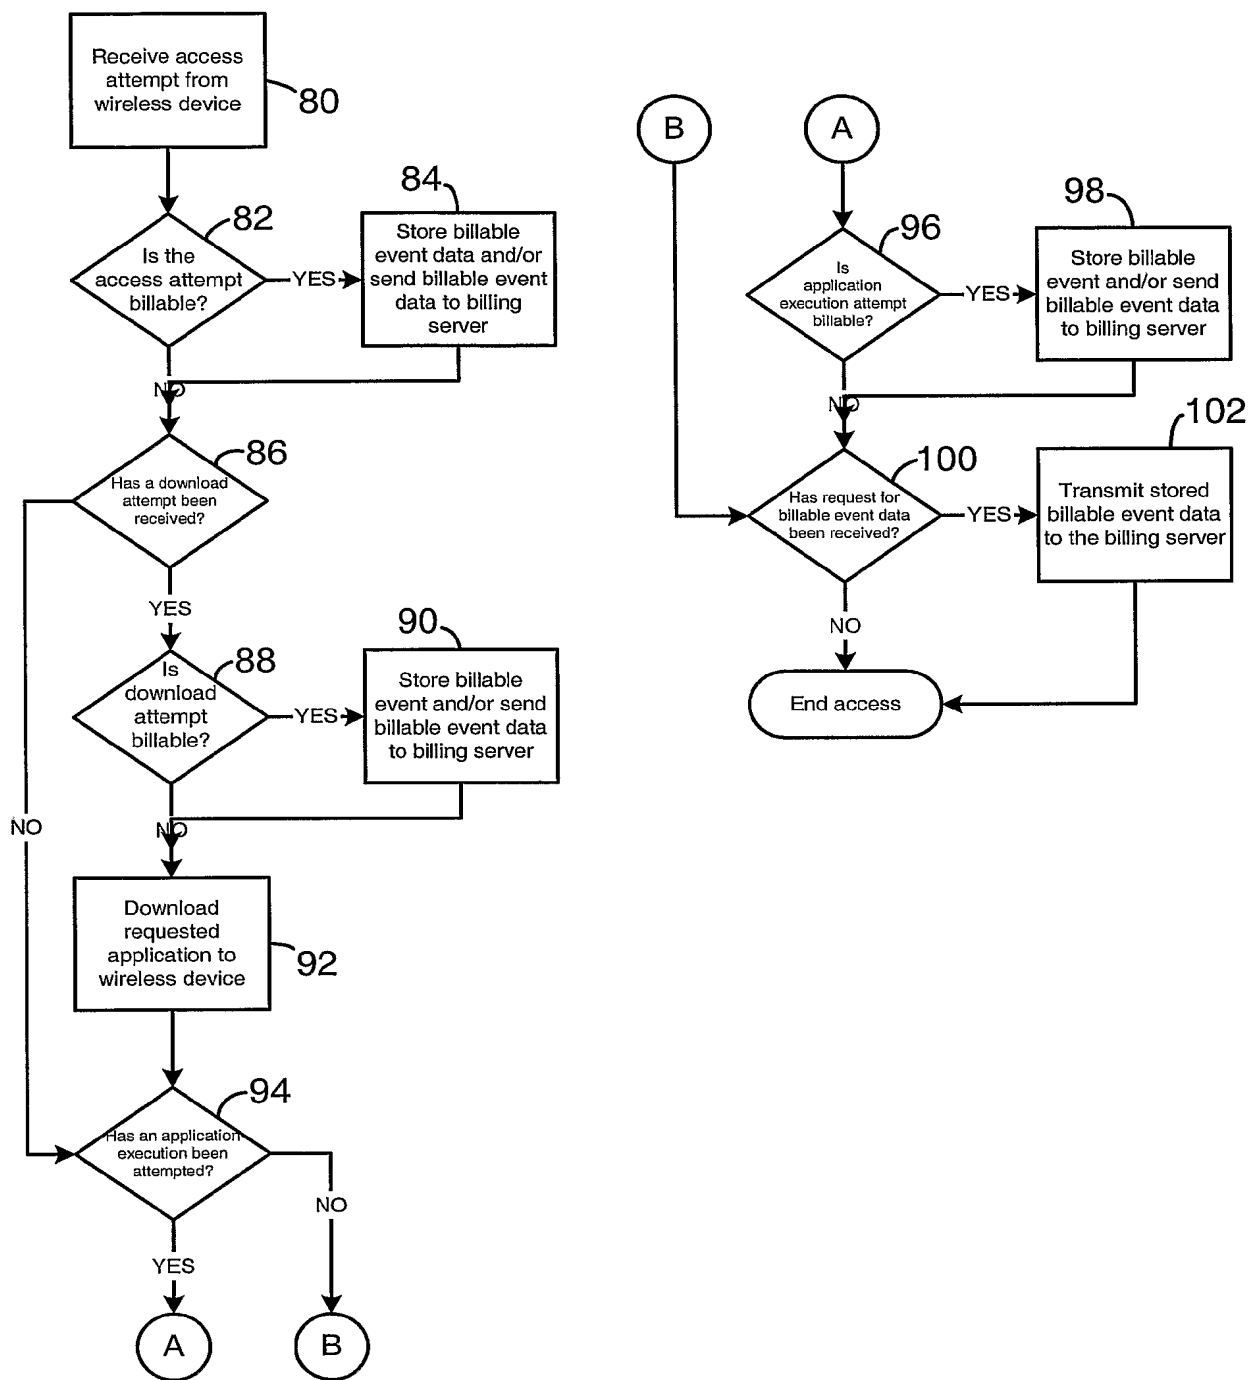 Receive access
attempt from
wireless device
80
Is the
access attempt
billable?
82
YES
Store billable
event data and/or
send billable event
data to billing
server
84
NO
Has a download
attempt been
received?
86
YES
NO
Is
download
attempt
billable?
88
YES
Store billable
event and/or send
billable event data
to billing server
90
NO
Download
requested
application to
wireless device
92
Has an application
execution been
attempted?
94
YES
NO
A
B
B
A
Is
application
execution attempt
billable?
96
YES
Store billable
event and/or send
billable event data
to billing server
98
NO
Has request for
billable event data
been received?
100
YES
Transmit stored
billable event data
to the billing server
102
NO
End access